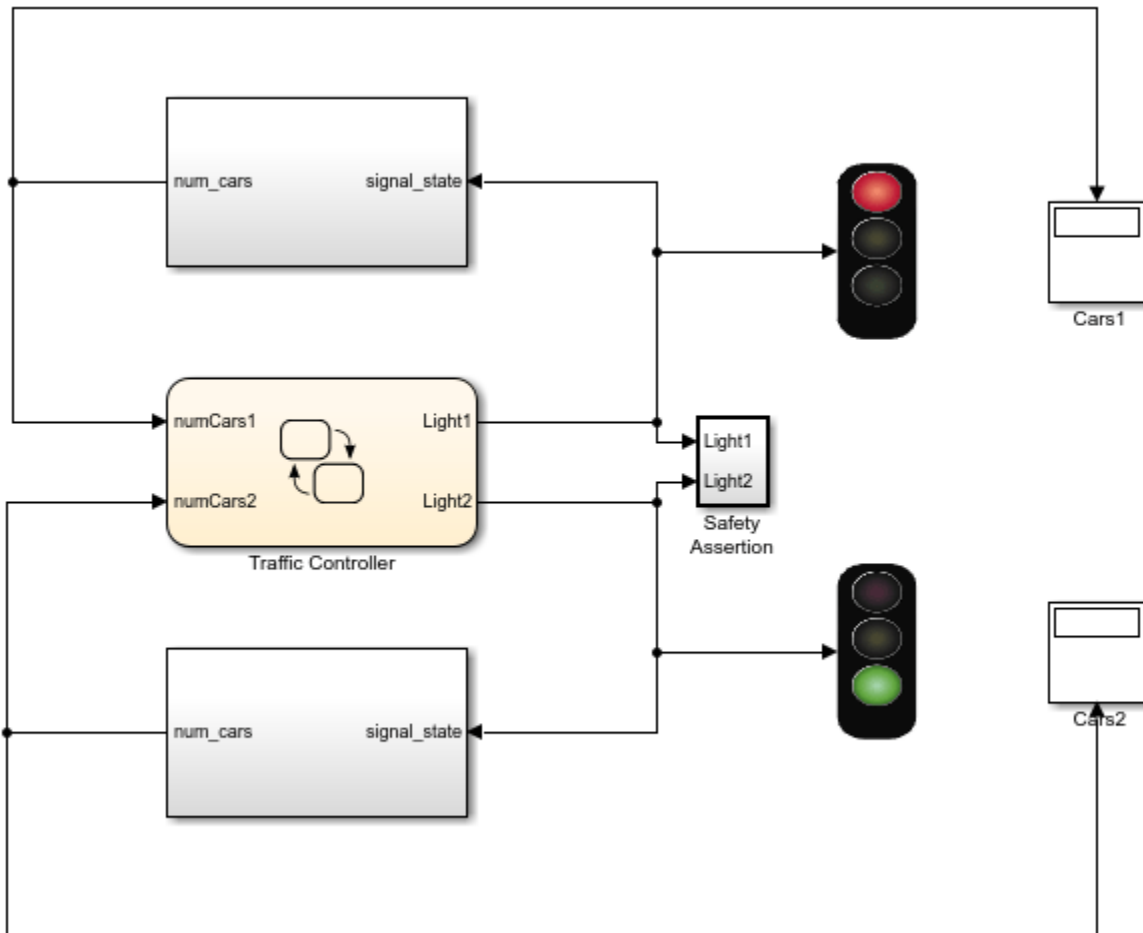 num_cars
signal_state
Cars1
numCars1
Light1
numCars2
Light2
Traffic Controller
Light1
Light2
Safety
Assertion
num_cars
signal_state
Cars2